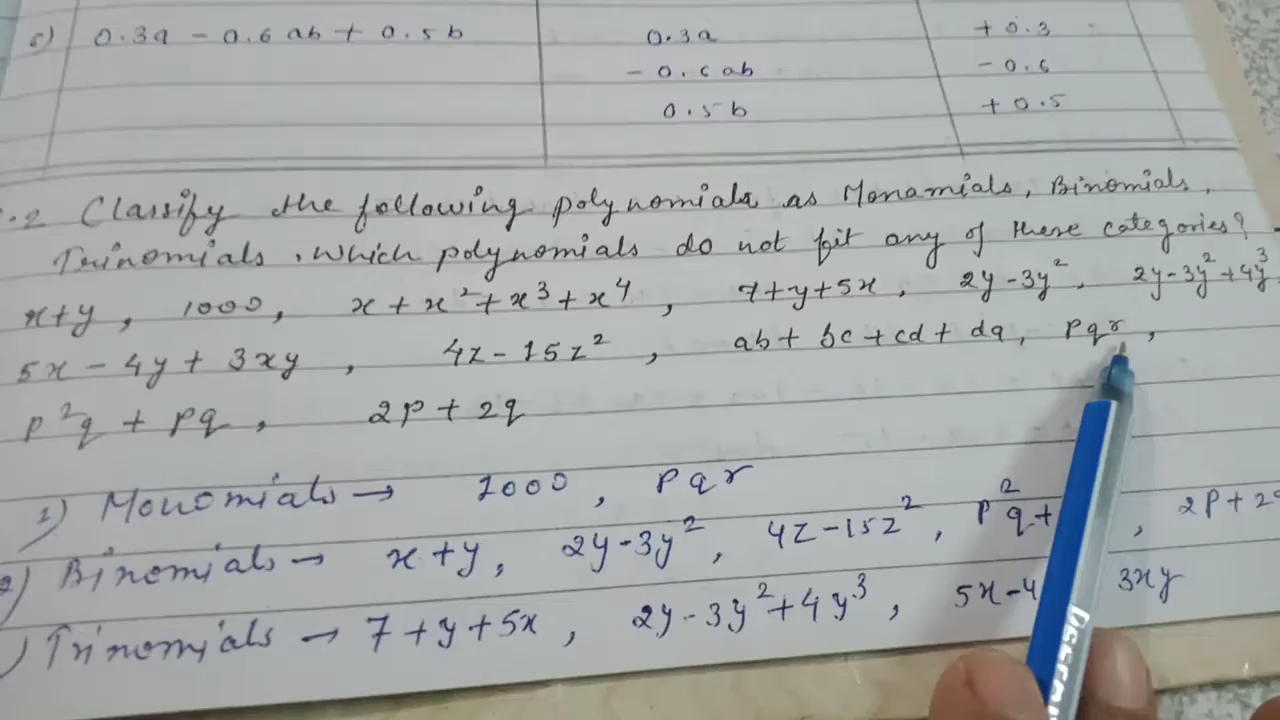 c) 0.3a - 0.6 ab + 0.5 b 0.3a + 0.3
- 0.6 ab - 0.6
0.5 b + 0.5
.2 Classify the following polynomials as Monamials, Binomials,
Trinomials. Which polynomials do not fit any of these categories?
x+y, 1000, x + x² + x³ + x⁴, 7+y+5x, 2y-3y², 2y-3y²+4y³,
5x - 4y + 3xy, 4z - 15z², ab + bc + cd + da, pqr,
p²q + pq, 2p + 2q
1) Monomials → 1000, pqr
2) Binomials → x+y, 2y-3y², 4z-15z², p²q+ , 2p+2q
) Trinomials → 7+y+5x, 2y-3y²+4y³, 5x-4 3xy